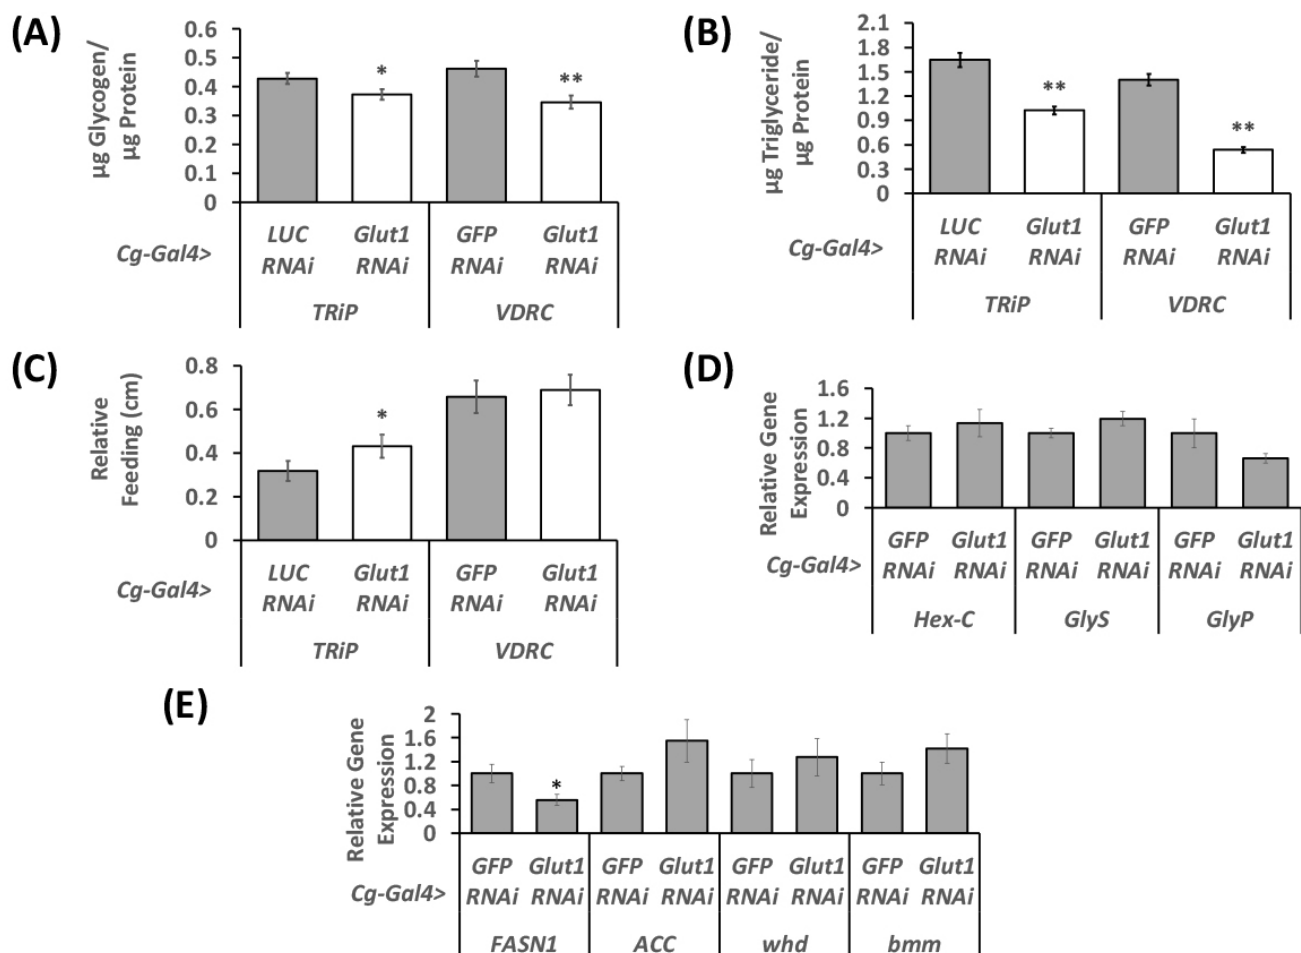 (A)
µg Glycogen/
µg Protein
0.6
0.5
0.4
0.3
0.2
0.1
0
*
**
Cg-Gal4>
LUC Glut1 GFP Glut1
RNAi RNAi RNAi RNAi
TRiP VDRC
(B)
µg Triglyceride/
µg Protein
2.1
1.8
1.5
1.2
0.9
0.6
0.3
0
**
**
Cg-Gal4>
LUC Glut1 GFP Glut1
RNAi RNAi RNAi RNAi
TRiP VDRC
(C)
Relative
Feeding (cm)
0.8
0.6
0.4
0.2
0
*
Cg-Gal4>
LUC Glut1 GFP Glut1
RNAi RNAi RNAi RNAi
TRiP VDRC
(D)
Relative Gene
Expression
1.6
1.2
0.8
0.4
0
Cg-Gal4>
GFP Glut1 GFP Glut1 GFP Glut1
RNAi RNAi RNAi RNAi RNAi RNAi
Hex-C GlyS GlyP
(E)
Relative Gene
Expression
2
1.6
1.2
0.8
0.4
0
*
Cg-Gal4>
GFP Glut1 GFP Glut1 GFP Glut1 GFP Glut1
RNAi RNAi RNAi RNAi RNAi RNAi RNAi RNAi
FASN1 ACC whd bmm